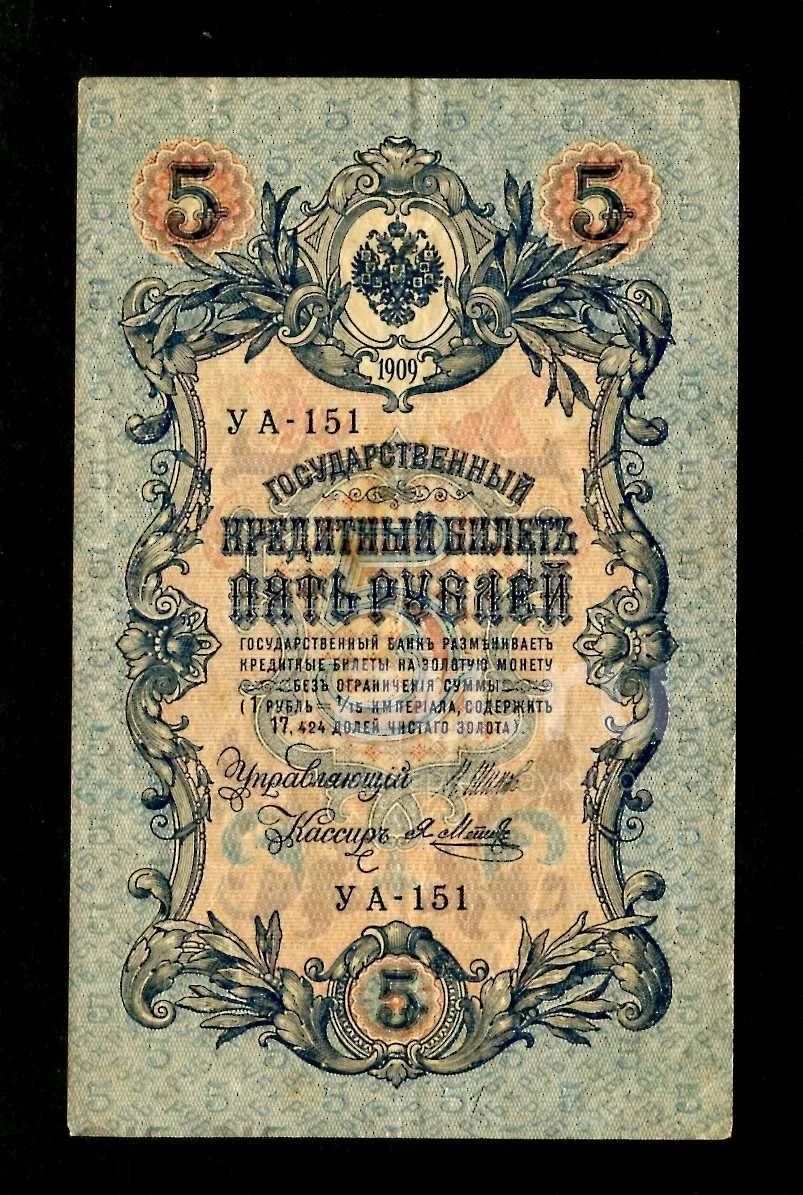 5 5
1909
УА-151
ГОСУДАРСТВЕННЫЙ
КРЕДИТНЫЙ БИЛЕТЪ
ПЯТЬ РУБЛЕЙ
ГОСУДАРСТВЕННЫЙ БАНКЪ РАЗМѢНИВАЕТЪ
КРЕДИТНЫЕ БИЛЕТЫ НА ЗОЛОТУЮ МОНЕТУ
БЕЗЪ ОГРАНИЧЕНІЯ СУММЫ
(1 РУБЛЬ = 1/15 ИМПЕРІАЛА, СОДЕРЖИТЪ
17,424 ДОЛЕЙ ЧИСТАГО ЗОЛОТА).
Управляющій
Кассиръ
УА-151
5